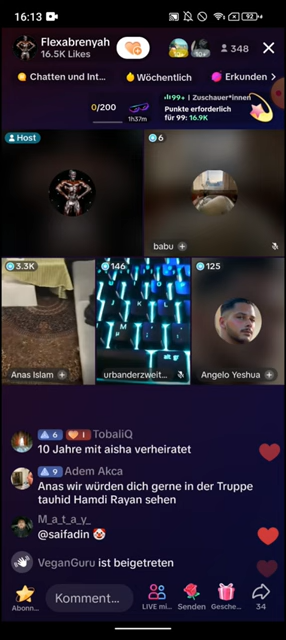 16:13
92
Flexabrenyah
16.5K Likes
348
Chatten und Int...
Wöchentlich
Erkunden
0/200
1h37m
99+ | Zuschauer*innen
Punkte erforderlich
für 99: 16.9K
Host
6
babu
3.3K
Anas Islam
146
urbanderzweit...
125
Angelo Yeshua
6 1 TobaliQ
10 Jahre mit aisha verheiratet
9 Adem Akca
Anas wir würden dich gerne in der Truppe
tauhid Hamdi Rayan sehen
M_a_t_a_y_
@saifadin
VeganGuru ist beigetreten
Abonn...
Komment...
LIVE mi...
Senden
Gesche...
34